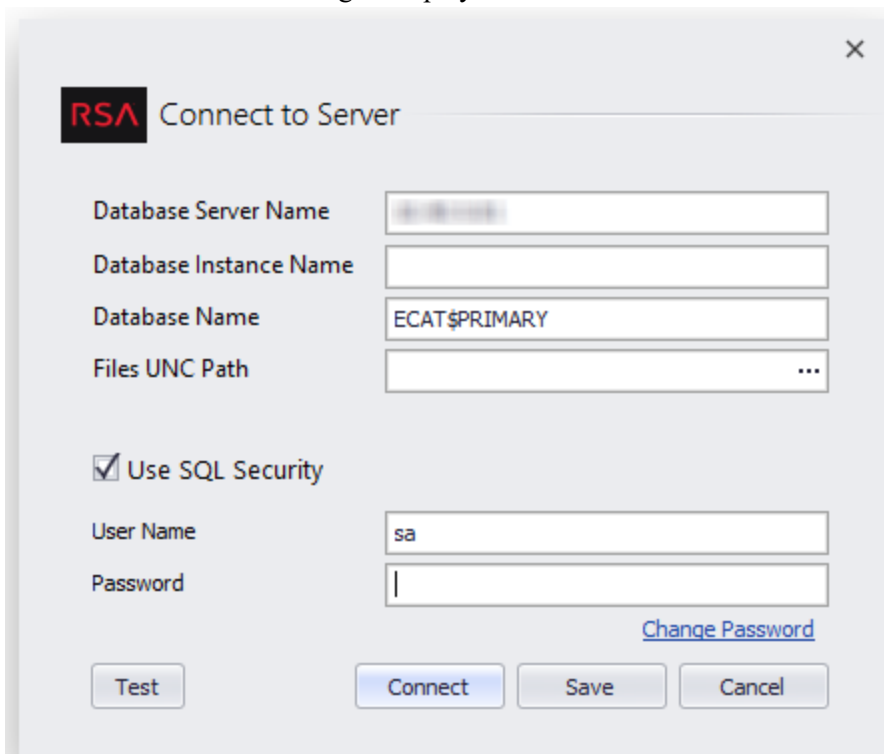 RSA Connect to Server
Database Server Name
Database Instance Name
Database Name ECAT$PRIMARY
Files UNC Path ...
Use SQL Security
User Name sa
Password
Change Password
Test Connect Save Cancel